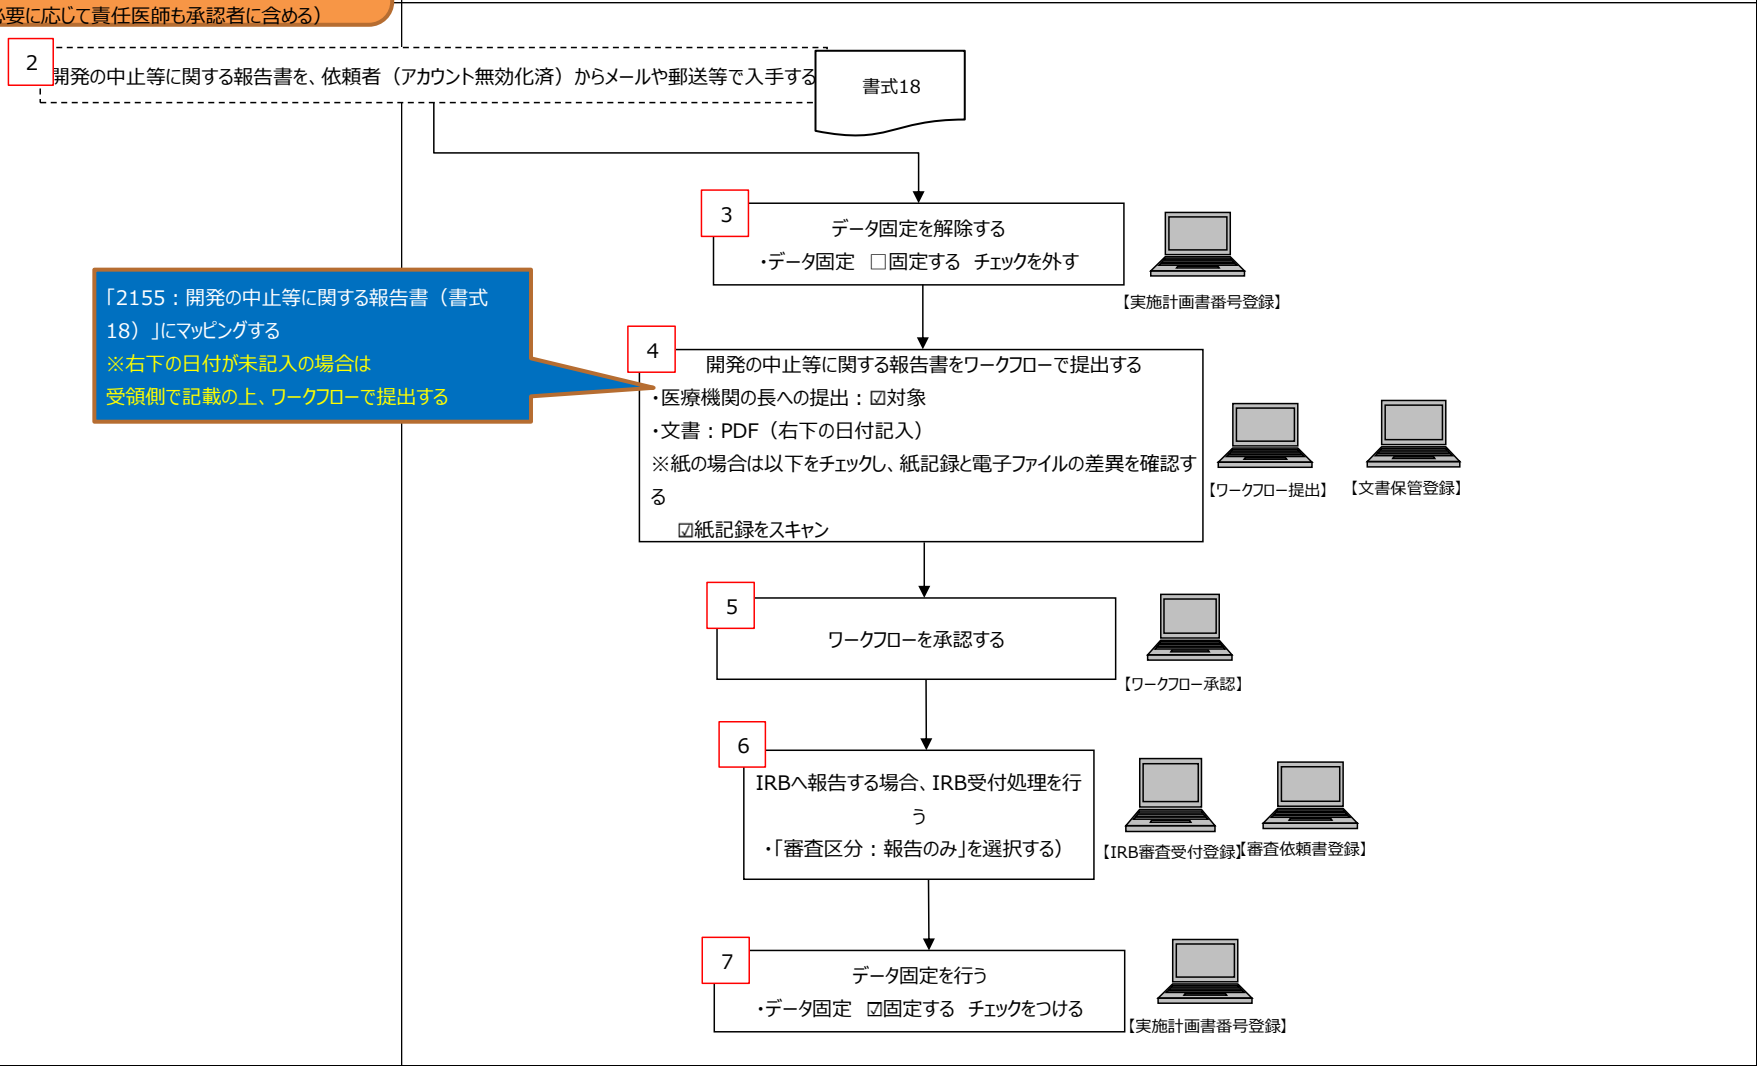 要に応じて責任医師も承認者に含める）
2
開発の中止等に関する報告書を、依頼者（アカウント無効化済）からメールや郵送等で入手する
書式18
3
データ固定を解除する
・データ固定　□固定する　チェックを外す
【実施計画書番号登録】
「2155：開発の中止等に関する報告書（書式
18）」にマッピングする
※右下の日付が未記入の場合は
受領側で記載の上、ワークフローで提出する
4
開発の中止等に関する報告書をワークフローで提出する
・医療機関の長への提出：☑対象
・文書：PDF（右下の日付記入）
※紙の場合は以下をチェックし、紙記録と電子ファイルの差異を確認す
る
☑紙記録をスキャン
【ワークフロー提出】
【文書保管登録】
5
ワークフローを承認する
【ワークフロー承認】
6
IRBへ報告する場合、IRB受付処理を行
う
・「審査区分：報告のみ」を選択する）
【IRB審査受付登録】
【審査依頼書登録】
7
データ固定を行う
・データ固定　☑固定する　チェックをつける
【実施計画書番号登録】